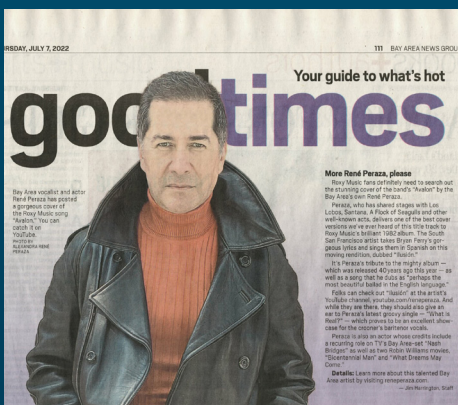 RSDAY, JULY 7, 2022
111 BAY AREA NEWS GROU
Your guide to what's hot
good times
Bay Area vocalist and actor
René Peraza has posted
a gorgeous cover of
the Roxy Music song
"Avalon." You can
catch it on
YouTube.
PHOTO BY
ALEXANDRA RENÉ
PERAZA
More René Peraza, please
Roxy Music fans definitely need to search out
the stunning cover of the band's "Avalon" by the
Bay Area's own René Peraza.
Peraza, who has shared stages with Los
Lobos, Santana, A Flock of Seagulls and other
well-known acts, delivers one of the best cover
versions we've ever heard of this title track to
Roxy Music's brilliant 1982 album. The South
San Francisco artist takes Bryan Ferry's gor-
geous lyrics and sings them in Spanish on this
moving rendition, dubbed "Ilusión."
It's Peraza's tribute to the mighty album —
which was released 40 years ago this year — as
well as a song that he dubs as "perhaps the
most beautiful ballad in the English language."
Folks can check out "Ilusión" at the artist's
YouTube channel, youtube.com/reneperaza. And
while they are there, they should also give an
ear to Peraza's latest groovy single — "What is
Real?" — which proves to be an excellent show-
case for the crooner's baritenor vocals.
Peraza is also an actor whose credits include
a recurring role on TV's Bay Area-set "Nash
Bridges" as well as two Robin Williams movies,
"Bicentennial Man" and "What Dreams May
Come."
Details: Learn more about this talented Bay
Area artist by visiting reneperaza.com.
— Jim Harrington, Staff